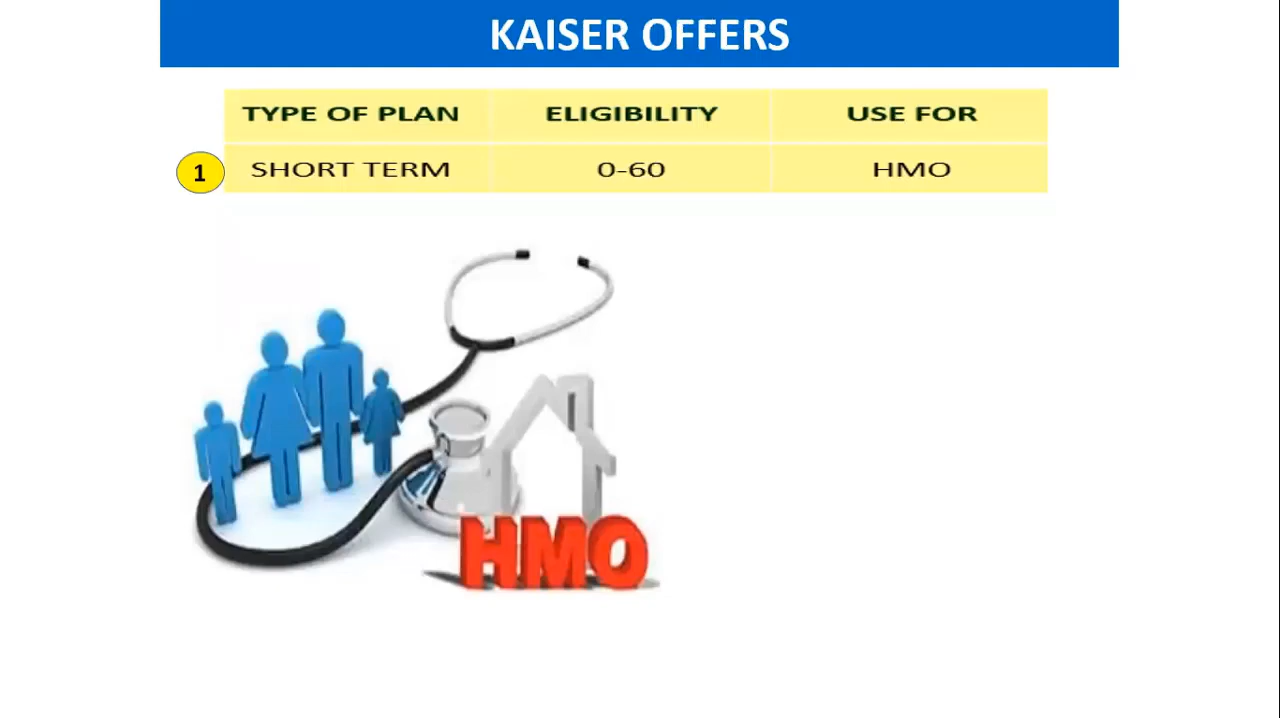 KAISER OFFERS
TYPE OF PLAN ELIGIBILITY USE FOR
1 SHORT TERM 0-60 HMO
HMO